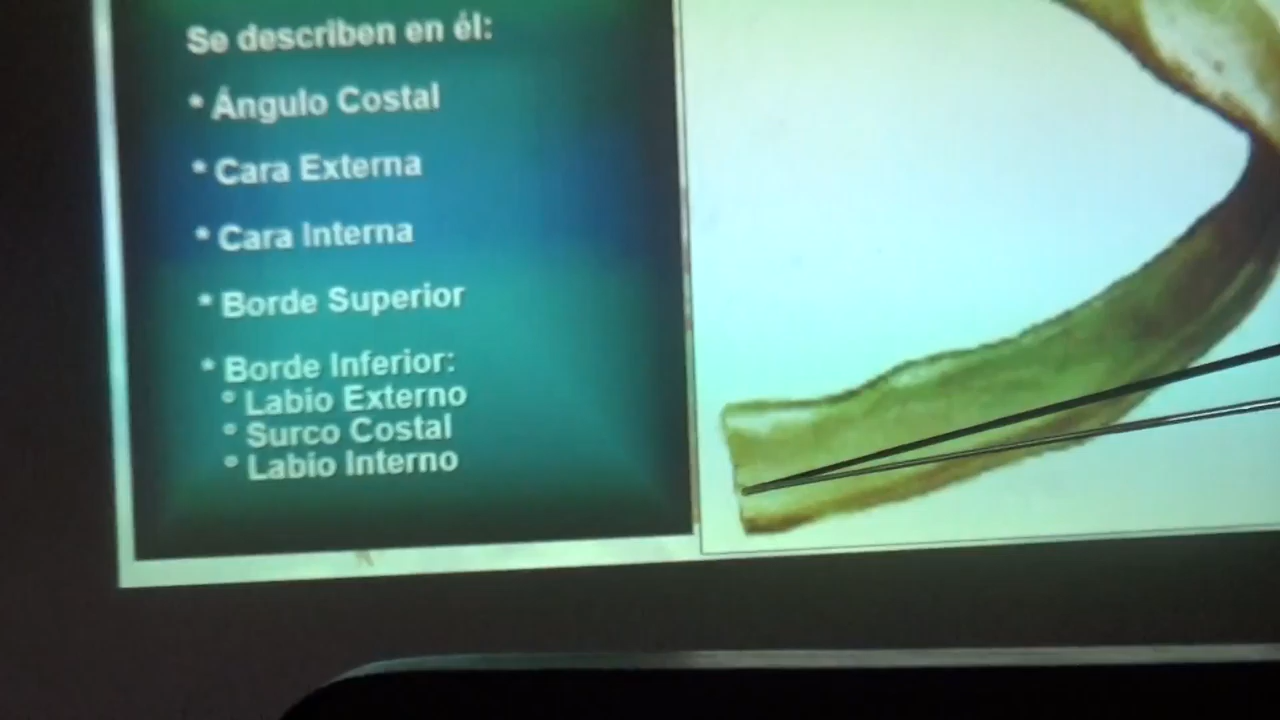 Se describen en él:
* Ángulo Costal
* Cara Externa
* Cara Interna
* Borde Superior
* Borde Inferior:
° Labio Externo
° Surco Costal
° Labio Interno